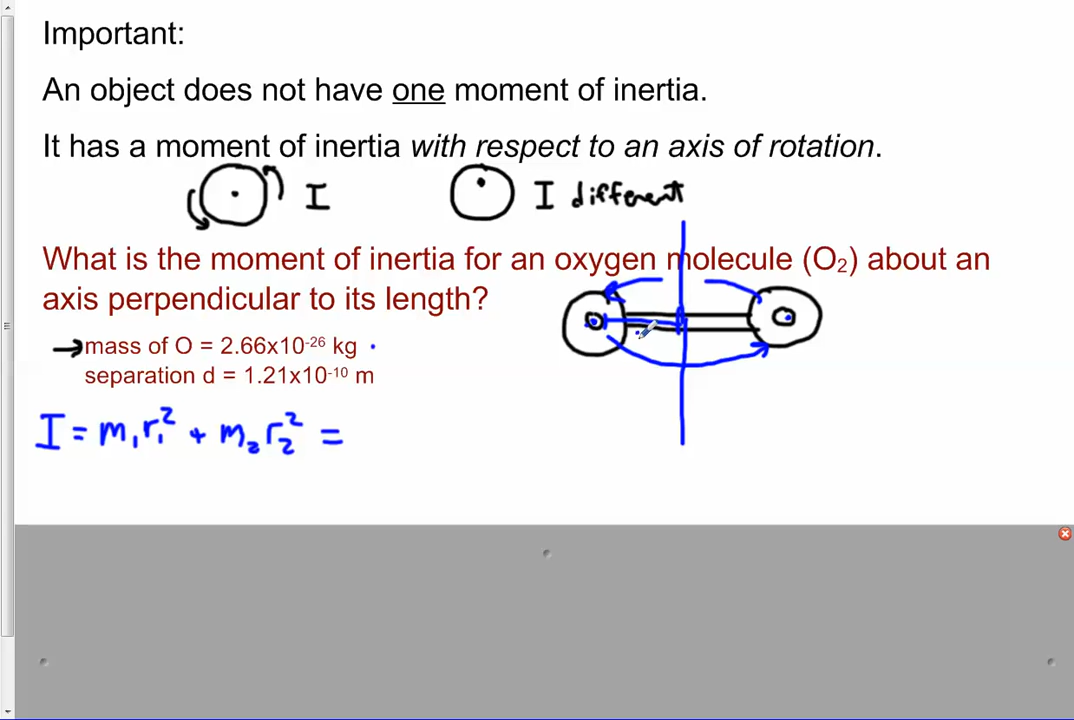 Important:
An object does not have one moment of inertia.
It has a moment of inertia with respect to an axis of rotation.
I
I different
What is the moment of inertia for an oxygen molecule (O₂) about an
axis perpendicular to its length?
mass of O = 2.66x10⁻²⁶ kg
separation d = 1.21x10⁻¹⁰ m
I = m₁r₁² + m₂r₂² =